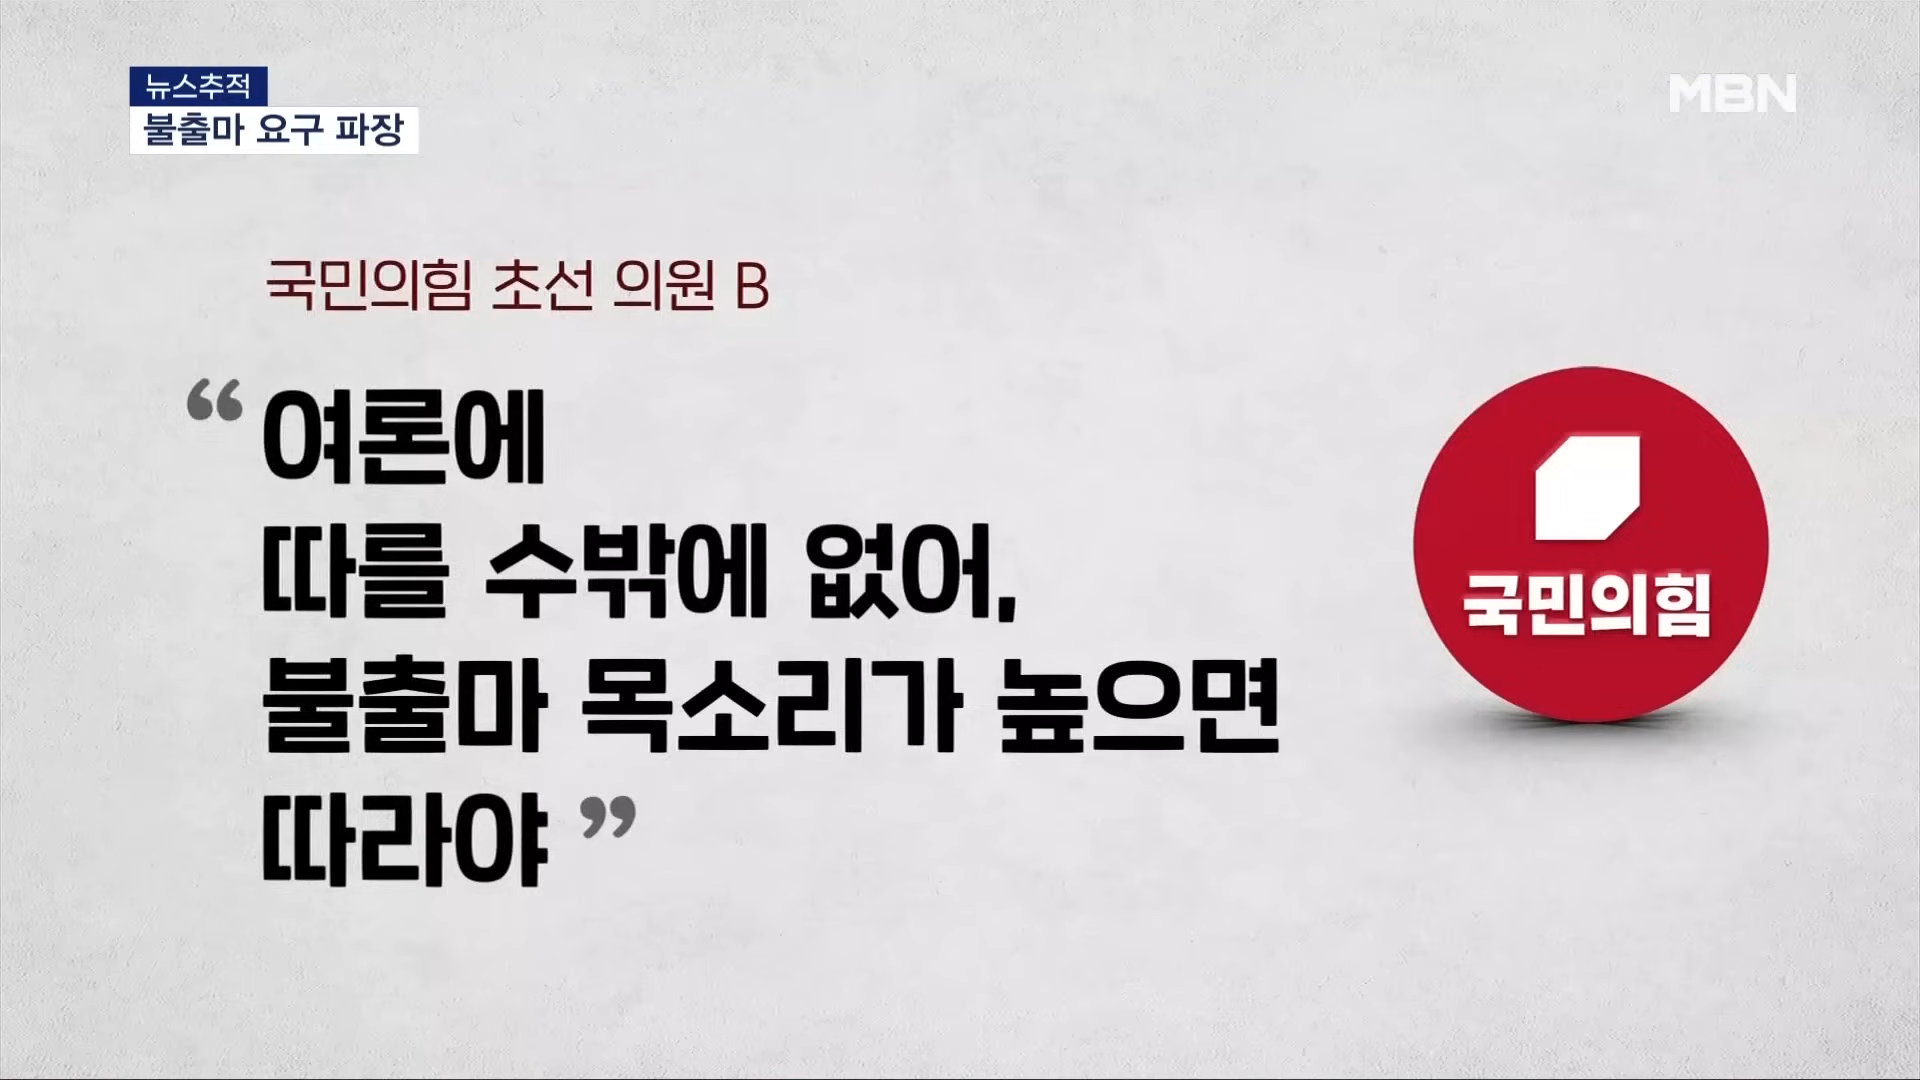 뉴스추적
MBN
불출마 요구 파장
국민의힘 초선 의원 B
“여론에
따를 수밖에 없어,
불출마 목소리가 높으면
따라야”
국민의힘